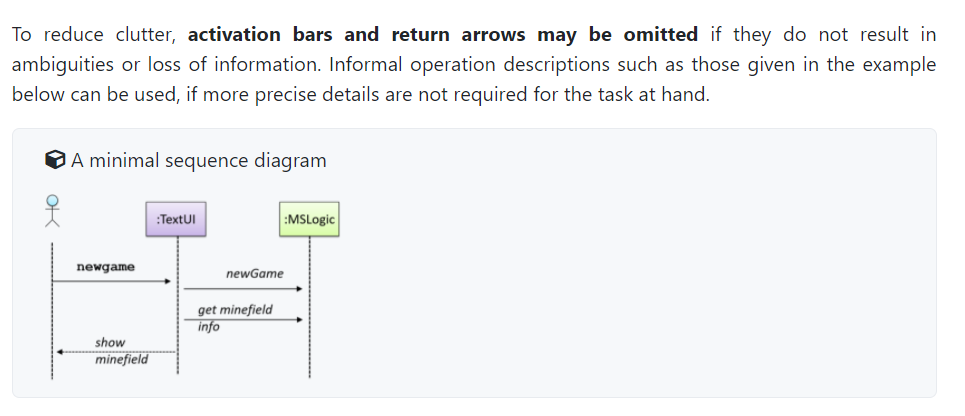 To reduce clutter, activation bars and return arrows may be omitted if they do not result in
ambiguities or loss of information. Informal operation descriptions such as those given in the example
below can be used, if more precise details are not required for the task at hand.
A minimal sequence diagram
:TextUI
:MSLogic
newgame
newGame
get minefield
info
show
minefield